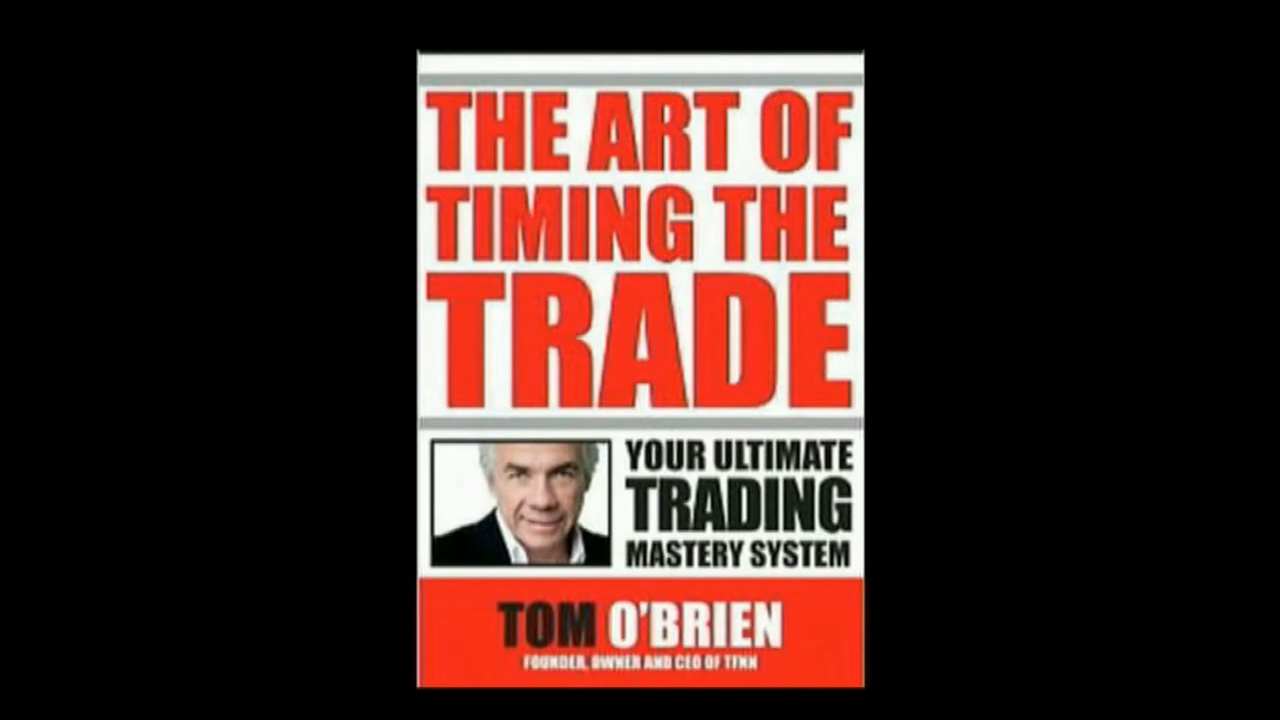 THE ART OF
TIMING THE
TRADE
YOUR ULTIMATE
TRADING
MASTERY SYSTEM
TOM O'BRIEN
FOUNDER, OWNER AND CEO OF TFNN